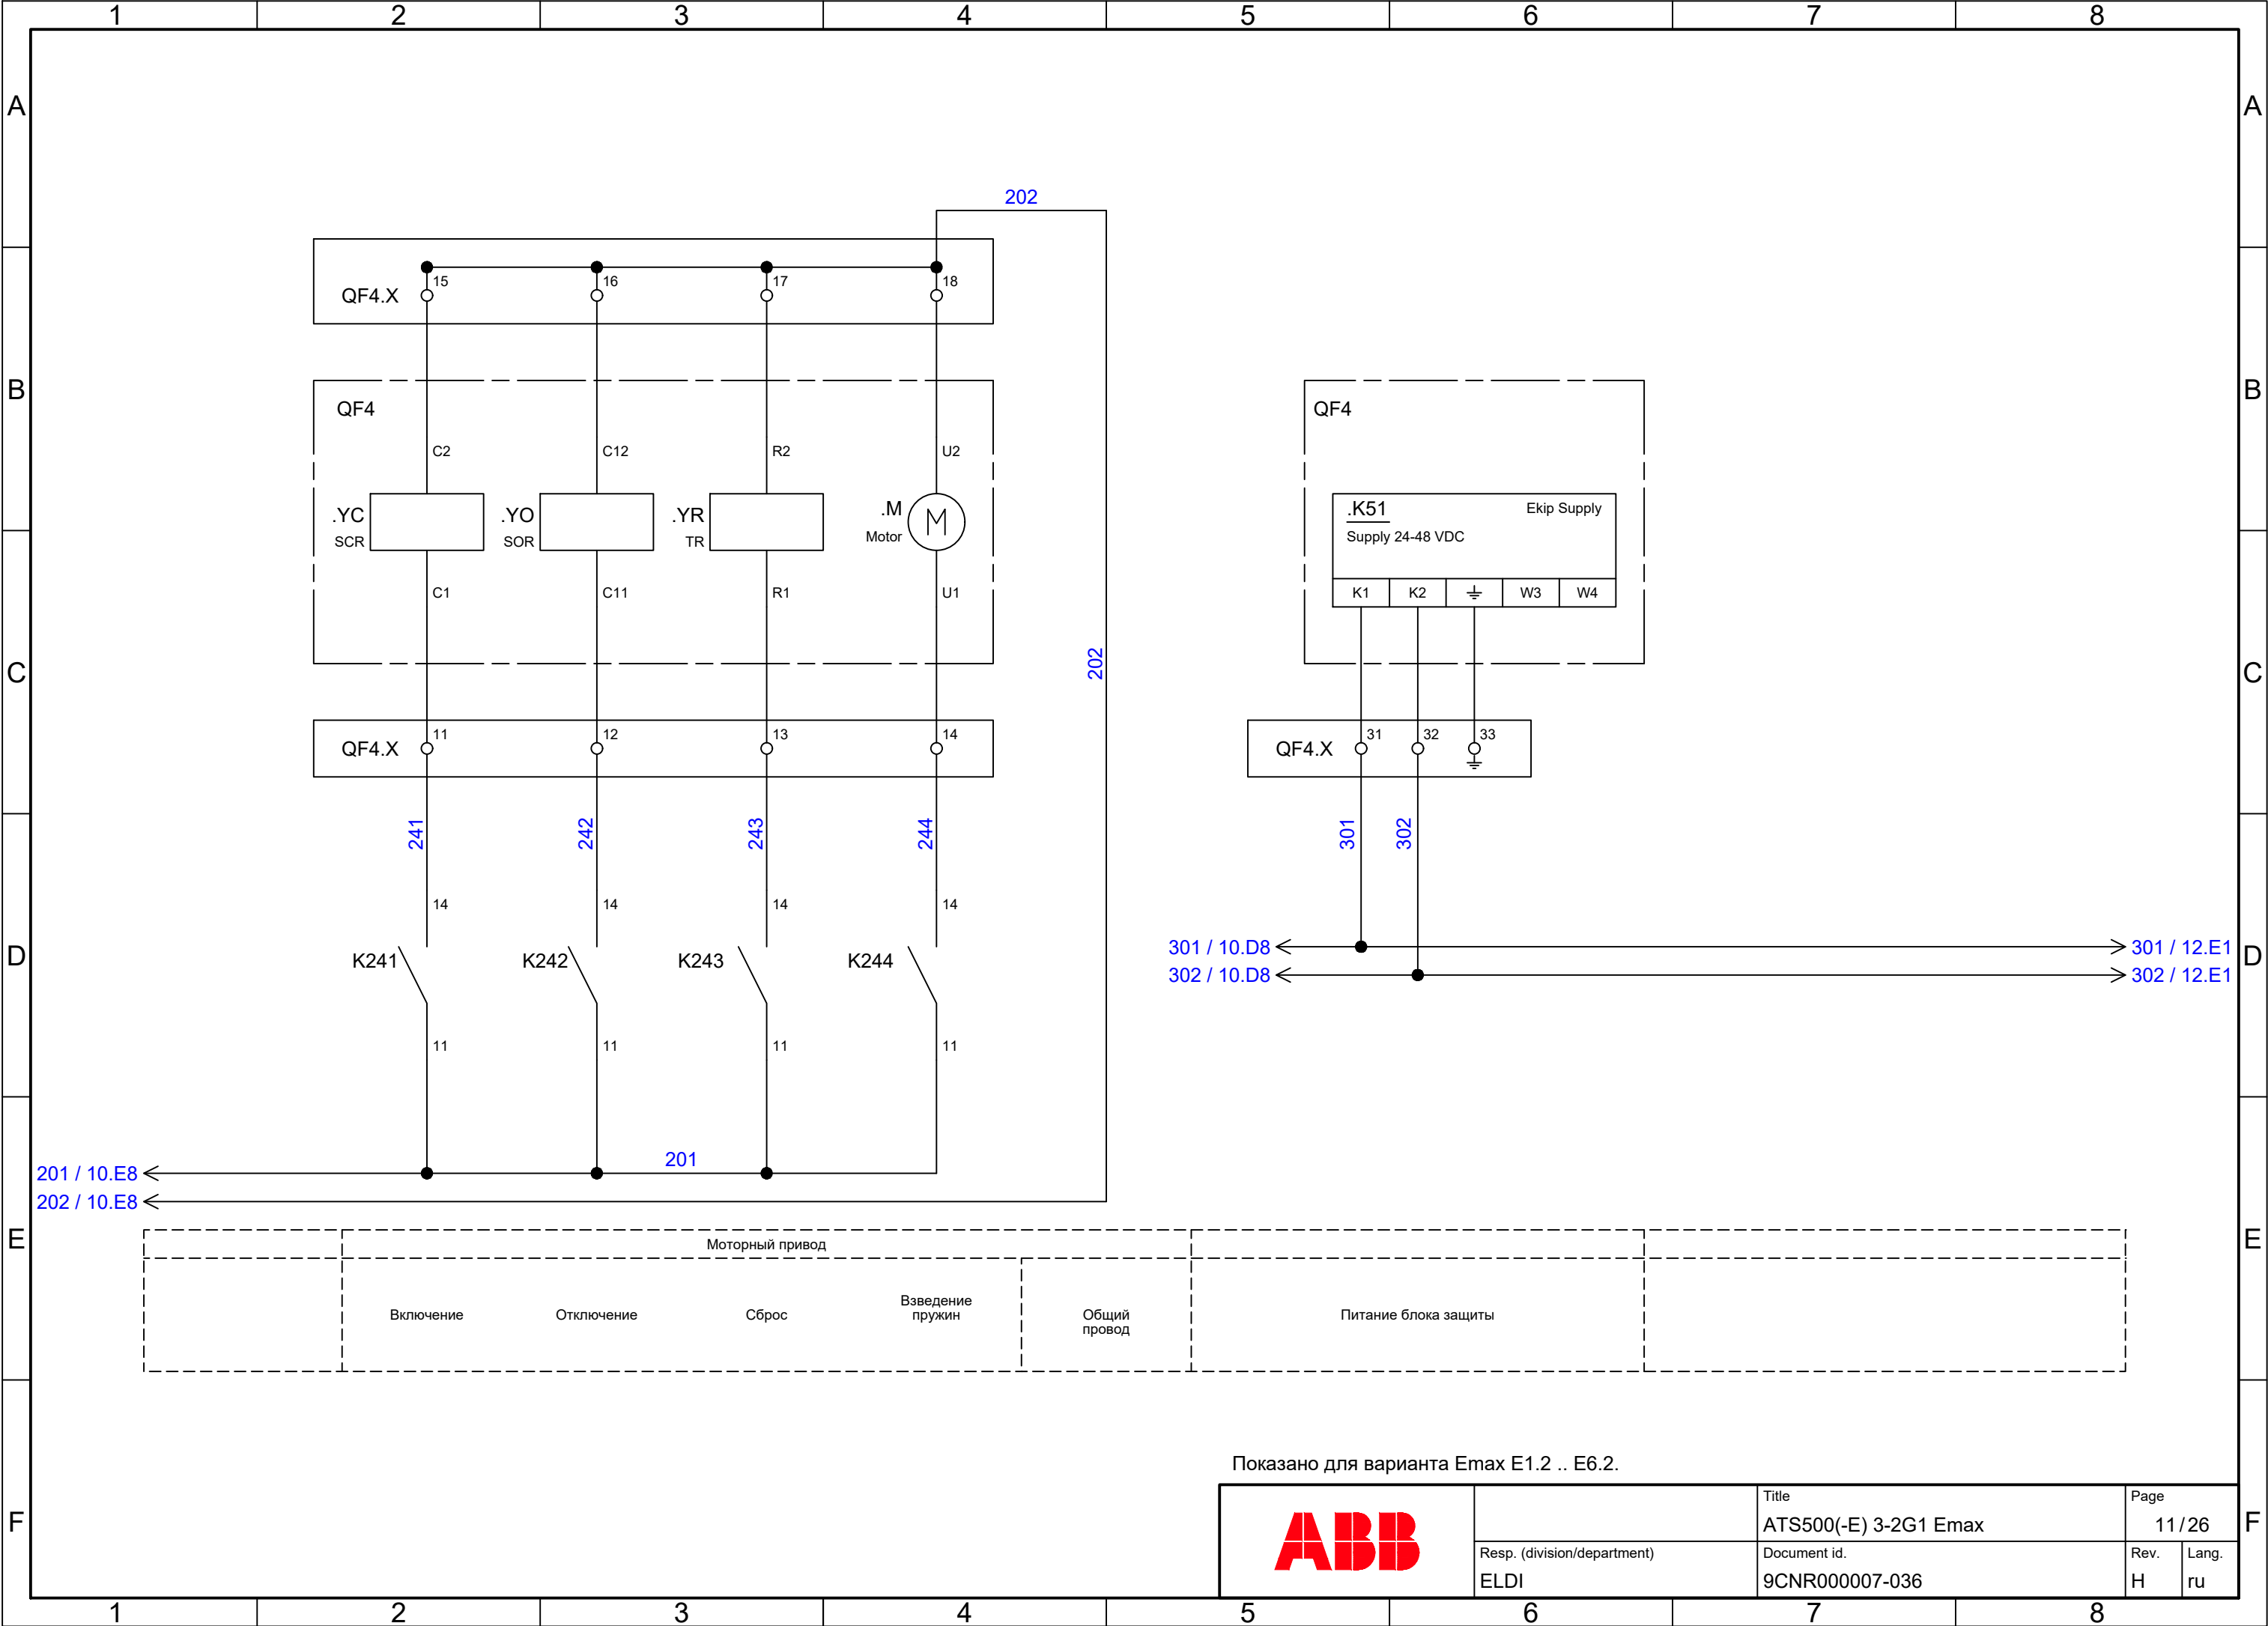 1 2 3 4 5 6 7 8
A A
202
15 16 17 18
QF4.X
B B
QF4 QF4
C2 C12 R2 U2
.YC .YO .YR .M
SCR SOR TR Motor
M
.K51 Ekip Supply
Supply 24-48 VDC
C1 C11 R1 U1
K1 K2 W3 W4
202
C C
11 12 13 14
QF4.X
31 32 33
QF4.X
241 242 243 244
301 302
14 14 14 14
K241 K242 K243 K244
301 / 10.D8 301 / 12.E1
302 / 10.D8 302 / 12.E1
D D
11 11 11 11
201
201 / 10.E8
202 / 10.E8
E E
Моторный привод
Включение
Отключение
Сброс
Взведение
пружин
Общий
провод
Питание блока защиты
Показано для варианта Emax E1.2 .. E6.2.
F F
ABB
Title
ATS500(-E) 3-2G1 Emax
Page
11/26
Resp. (division/department)
ELDI
Document id.
9CNR000007-036
Rev.
H
Lang.
ru
1 2 3 4 5 6 7 8